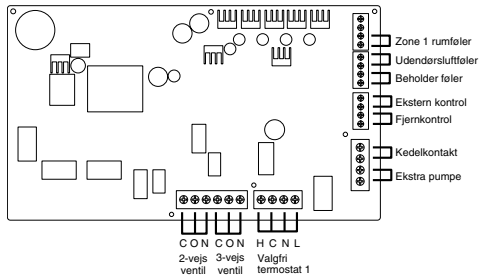 Zone 1 rumføler
Udendørsluftføler
Beholder føler
Ekstern kontrol
Fjernkontrol
Kedelkontakt
Ekstra pumpe
C O N C O N H C N L
2-vejs ventil
3-vejs ventil
Valgfri termostat 1